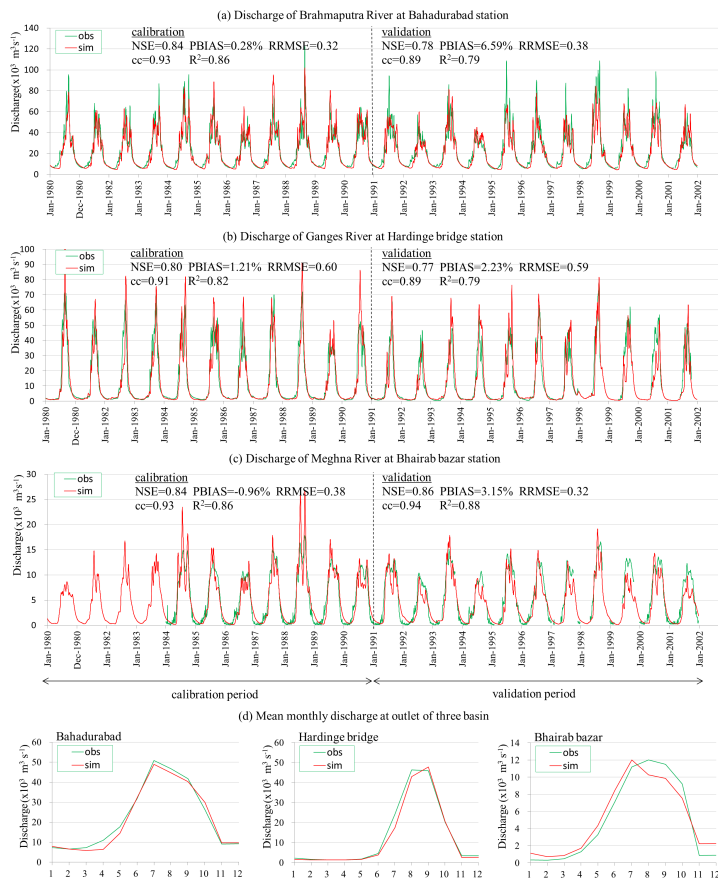 (a) Discharge of Brahmaputra River at Bahadurabad station
Discharge(x10³ m³s⁻¹)
140
120
100
80
60
40
20
0
obs
sim
calibration
NSE=0.84 PBIAS=0.28% RRMSE=0.32
cc=0.93 R²=0.86
validation
NSE=0.78 PBIAS=6.59% RRMSE=0.38
cc=0.89 R²=0.79
Jan-1980 Dec-1980 Jan-1982 Jan-1983 Jan-1984 Jan-1985 Jan-1986 Jan-1987 Jan-1988 Jan-1989 Jan-1990 Jan-1991 Jan-1992 Jan-1993 Jan-1994 Jan-1995 Jan-1996 Jan-1997 Jan-1998 Jan-1999 Jan-2000 Jan-2001 Jan-2002
(b) Discharge of Ganges River at Hardinge bridge station
Discharge(x10³ m³s⁻¹)
100
90
80
70
60
50
40
30
20
10
0
obs
sim
calibration
NSE=0.80 PBIAS=1.21% RRMSE=0.60
cc=0.91 R²=0.82
validation
NSE=0.77 PBIAS=2.23% RRMSE=0.59
cc=0.89 R²=0.79
Jan-1980 Dec-1980 Jan-1982 Jan-1983 Jan-1984 Jan-1985 Jan-1986 Jan-1987 Jan-1988 Jan-1989 Jan-1990 Jan-1991 Jan-1992 Jan-1993 Jan-1994 Jan-1995 Jan-1996 Jan-1997 Jan-1998 Jan-1999 Jan-2000 Jan-2001 Jan-2002
(c) Discharge of Meghna River at Bhairab bazar station
Discharge(x10³ m³s⁻¹)
30
25
20
15
10
5
0
obs
sim
calibration
NSE=0.84 PBIAS=-0.96% RRMSE=0.38
cc=0.93 R²=0.86
validation
NSE=0.86 PBIAS=3.15% RRMSE=0.32
cc=0.94 R²=0.88
Jan-1980 Dec-1980 Jan-1982 Jan-1983 Jan-1984 Jan-1985 Jan-1986 Jan-1987 Jan-1988 Jan-1989 Jan-1990 Jan-1991 Jan-1992 Jan-1993 Jan-1994 Jan-1995 Jan-1996 Jan-1997 Jan-1998 Jan-1999 Jan-2000 Jan-2001 Jan-2002
calibration period
validation period
(d) Mean monthly discharge at outlet of three basin
Bahadurabad
Discharge(x10³ m³s⁻¹)
60
50
40
30
20
10
0
obs
sim
1 2 3 4 5 6 7 8 9 10 11 12
Hardinge bridge
Discharge(x10³ m³s⁻¹)
60
50
40
30
20
10
0
obs
sim
1 2 3 4 5 6 7 8 9 10 11 12
Bhairab bazar
Discharge(x10³ m³s⁻¹)
14
12
10
8
6
4
2
0
obs
sim
1 2 3 4 5 6 7 8 9 10 11 12